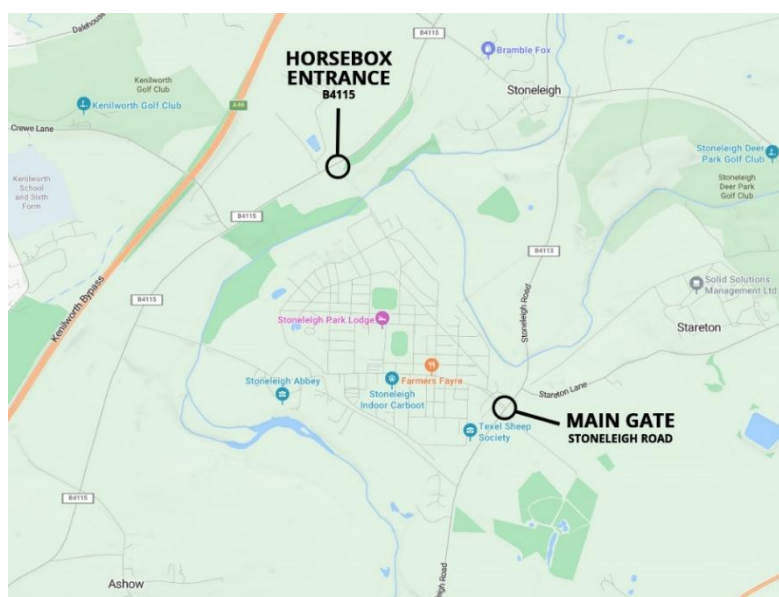 Dalehouse
B4115
HORSEBOX
ENTRANCE
B4115
Bramble Fox
Kenilworth
Golf Club
Kenilworth Golf Club
A46
Stoneleigh
Crewe Lane
Stoneleigh Deer
Park Golf Club
Kenilworth
School
and Sixth
Form
Stoneleigh
Deer Park
Golf Club
B4115
B4113
Kenilworth Bypass
B4115
Stoneleigh Road
Solid Solutions
Management Ltd
Stoneleigh Park Lodge
Stareton
Stoneleigh Abbey
Farmers Fayre
Stoneleigh
Indoor Carboot
Stareton Lane
MAIN GATE
STONELEIGH ROAD
Texel Sheep
Society
B4115
Stoneleigh Road
Ashow